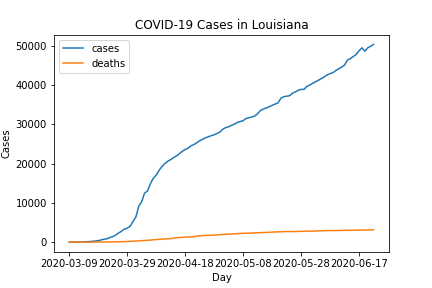 COVID-19 Cases in Louisiana
cases
deaths
50000
40000
30000
20000
10000
0
Cases
2020-03-09 2020-03-29 2020-04-18 2020-05-08 2020-05-28 2020-06-17
Day